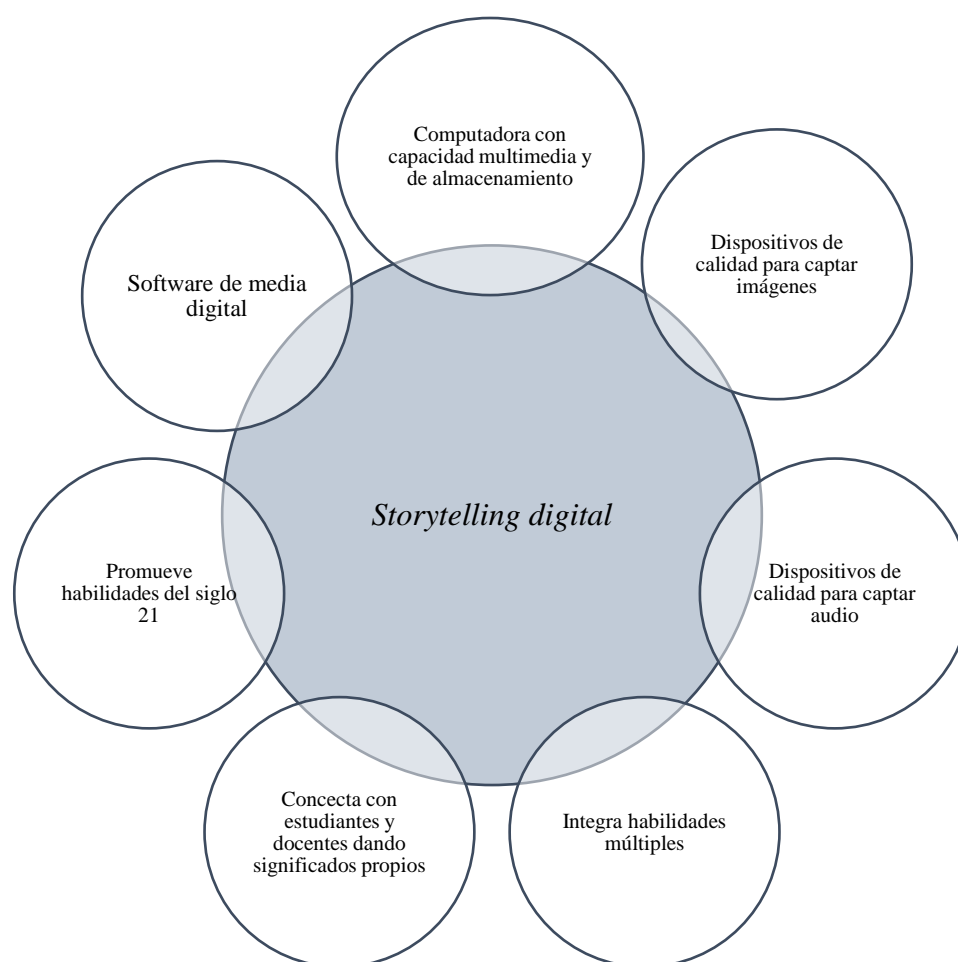 Computadora con
capacidad multimedia y
de almacenamiento
Dispositivos de
calidad para captar
imágenes
Software de media
digital
Storytelling digital
Promueve
habilidades del siglo
21
Dispositivos de
calidad para captar
audio
Concecta con
estudiantes y
docentes dando
significados propios
Integra habilidades
múltiples